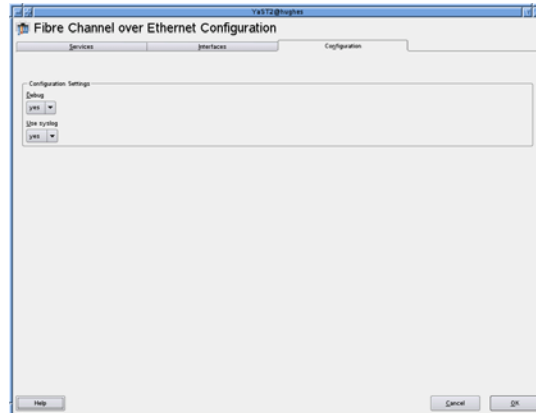 YaST2@hughes
Fibre Channel over Ethernet Configuration
Services
Interfaces
Configuration
Configuration Settings
Debug
yes
Use syslog
yes
Help
Cancel
OK